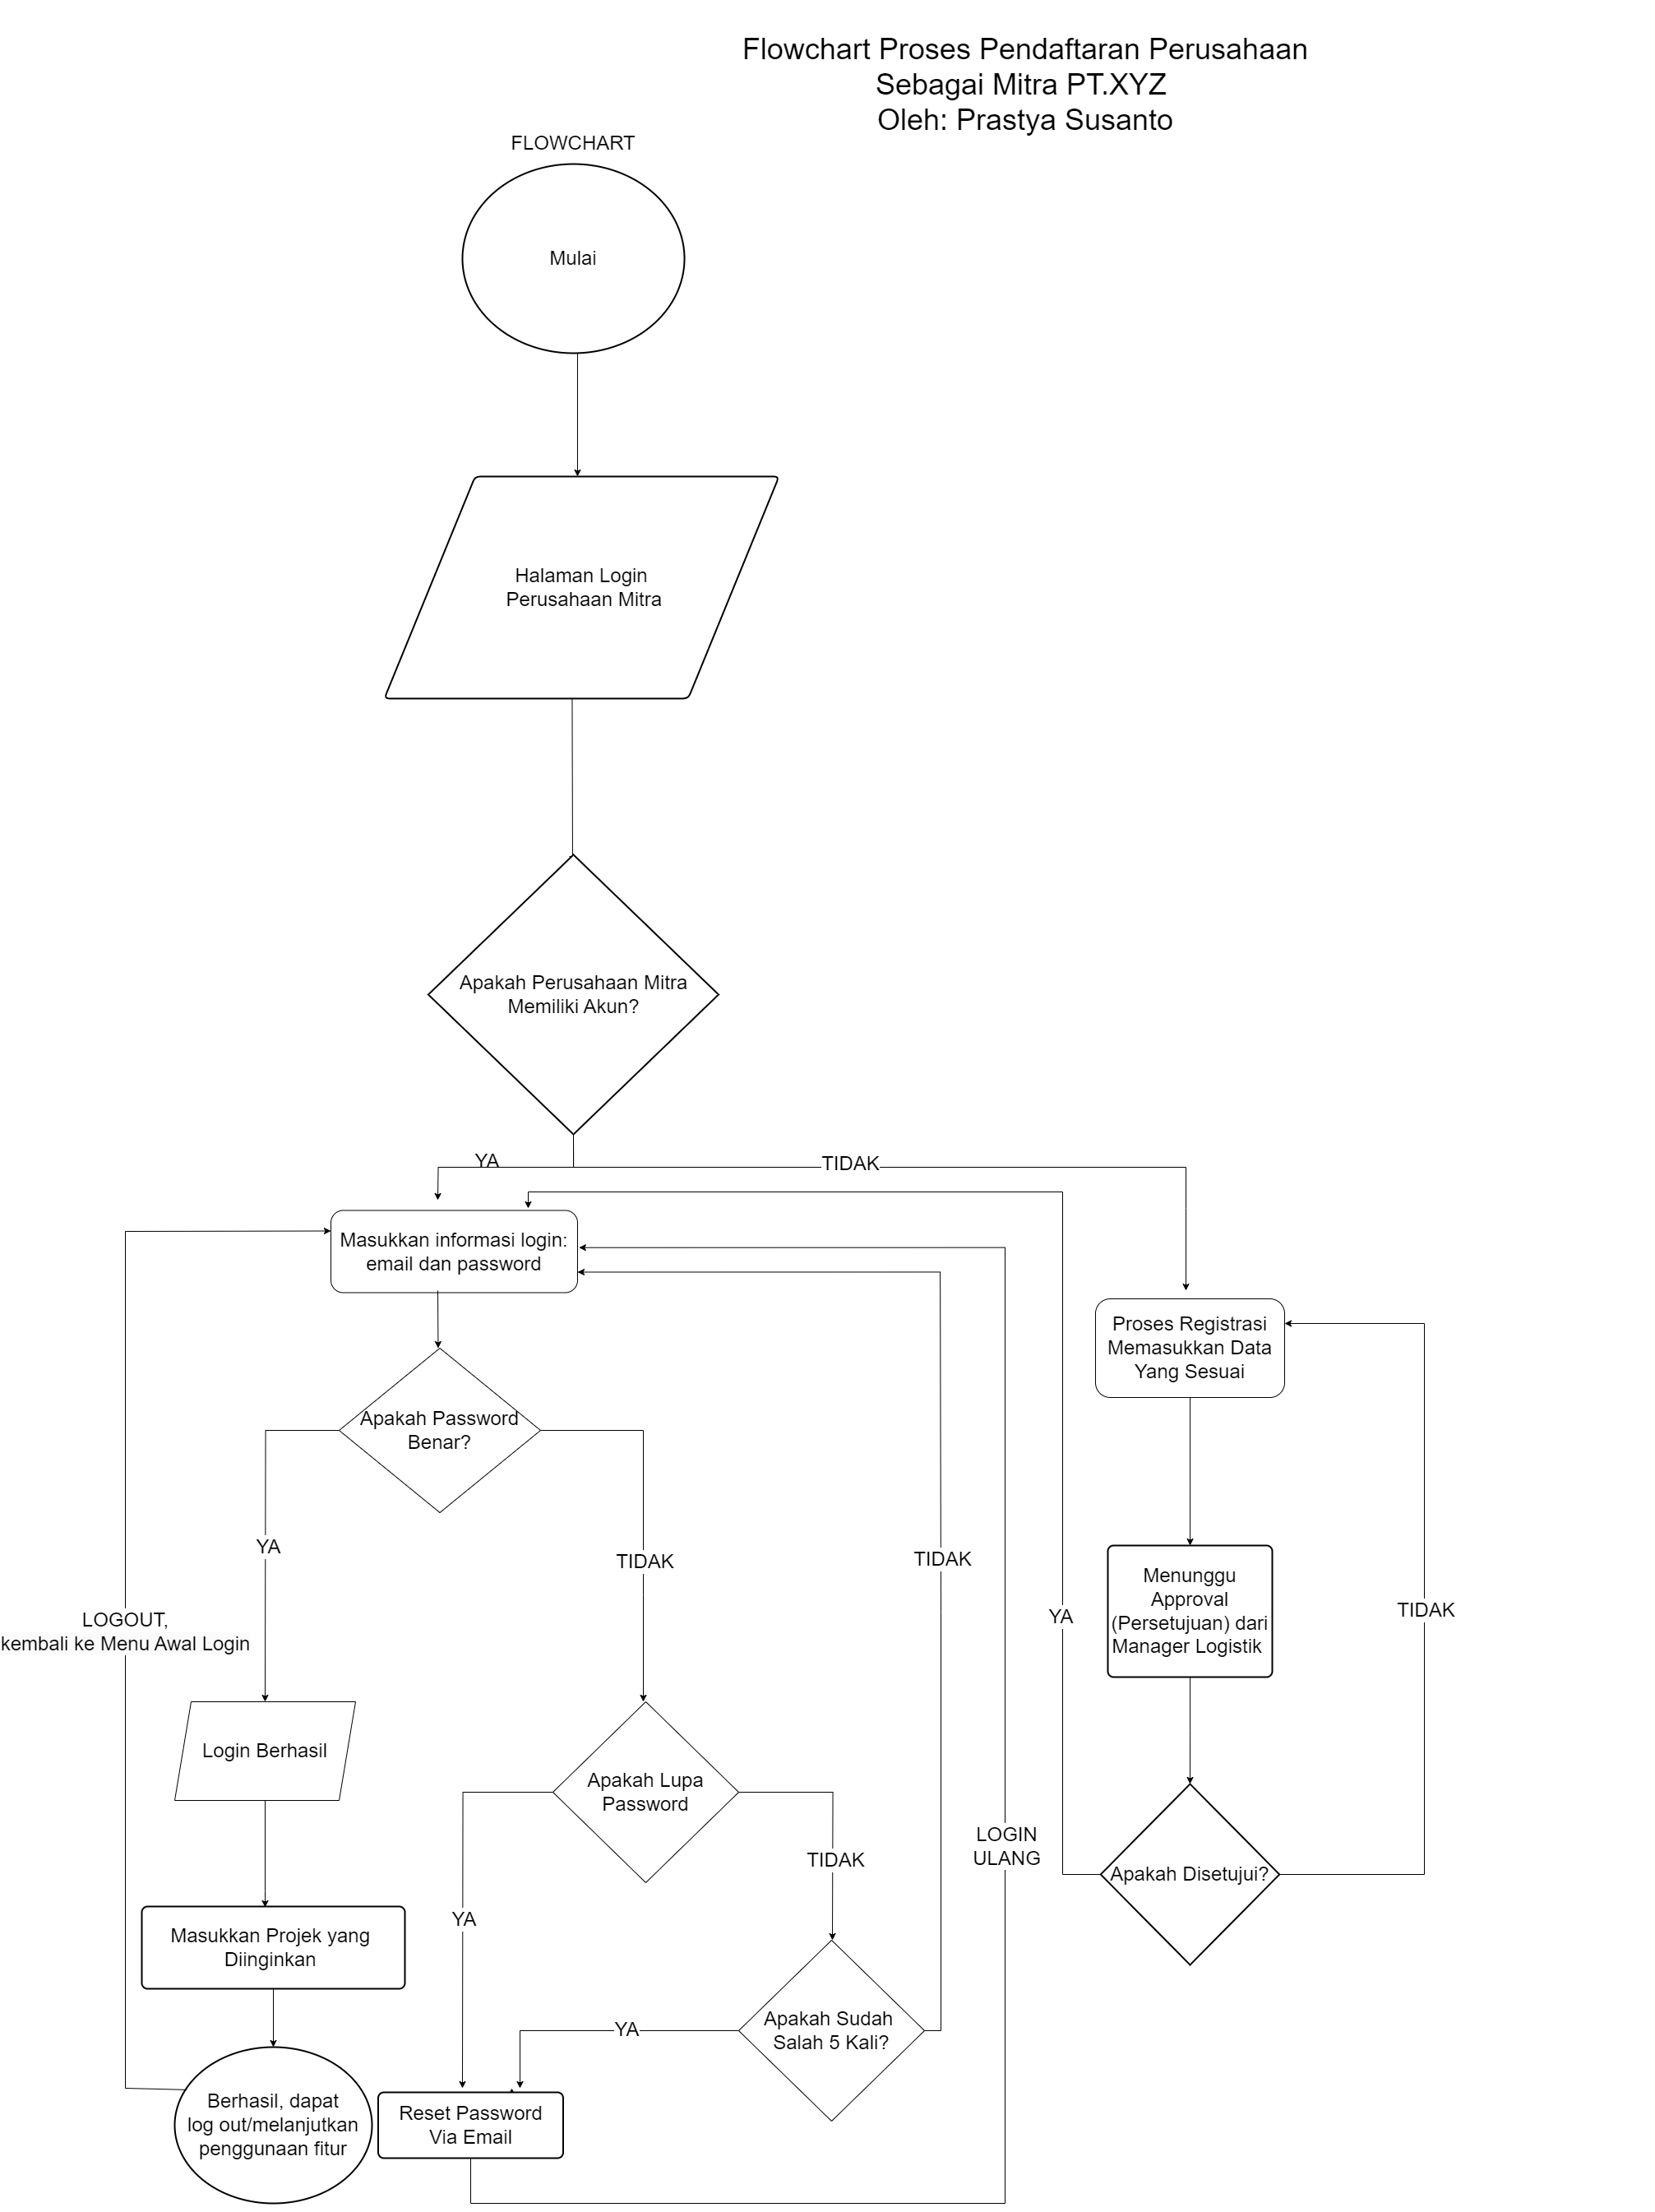 Flowchart Proses Pendaftaran Perusahaan
Sebagai Mitra PT.XYZ
Oleh: Prastya Susanto
FLOWCHART
Mulai
Halaman Login
Perusahaan Mitra
Apakah Perusahaan Mitra
Memiliki Akun?
YA
TIDAK
Masukkan informasi login:
email dan password
Proses Registrasi
Memasukkan Data
Yang Sesuai
Apakah Password
Benar?
YA
TIDAK
TIDAK
Menunggu
Approval
(Persetujuan) dari
Manager Logistik
YA
TIDAK
LOGOUT,
kembali ke Menu Awal Login
Login Berhasil
Apakah Lupa
Password
LOGIN
ULANG
TIDAK
Apakah Disetujui?
YA
Masukkan Projek yang
Diinginkan
Apakah Sudah
Salah 5 Kali?
YA
Berhasil, dapat
log out/melanjutkan
penggunaan fitur
Reset Password
Via Email